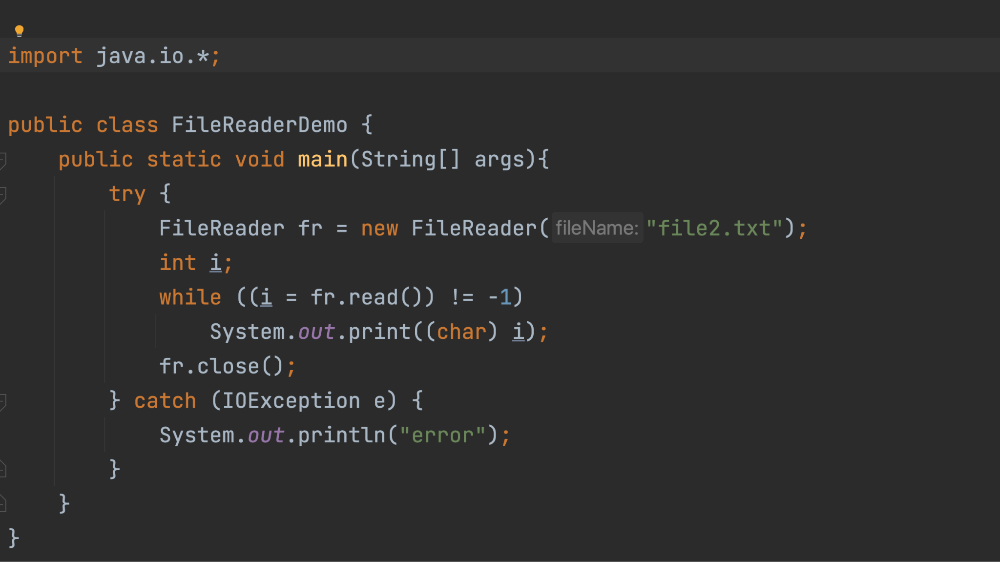 import java.io.*;
public class FileReaderDemo {
public static void main(String[] args){
try {
FileReader fr = new FileReader( fileName: "file2.txt");
int i;
while ((i = fr.read()) != -1)
System.out.print((char) i);
fr.close();
} catch (IOException e) {
System.out.println("error");
}
}
}